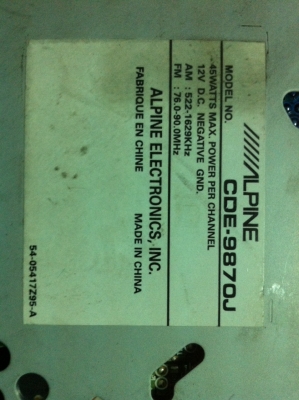 ALPINE
MODEL NO. CDE-9870J
45WATTS MAX. POWER PER CHANNEL
12V D.C. NEGATIVE GND.
AM : 522-1629KHz
FM : 76.0-90.0MHz
ALPINE ELECTRONICS, INC.
FABRIQUE EN CHINE MADE IN CHINA
54-05417Z95-A